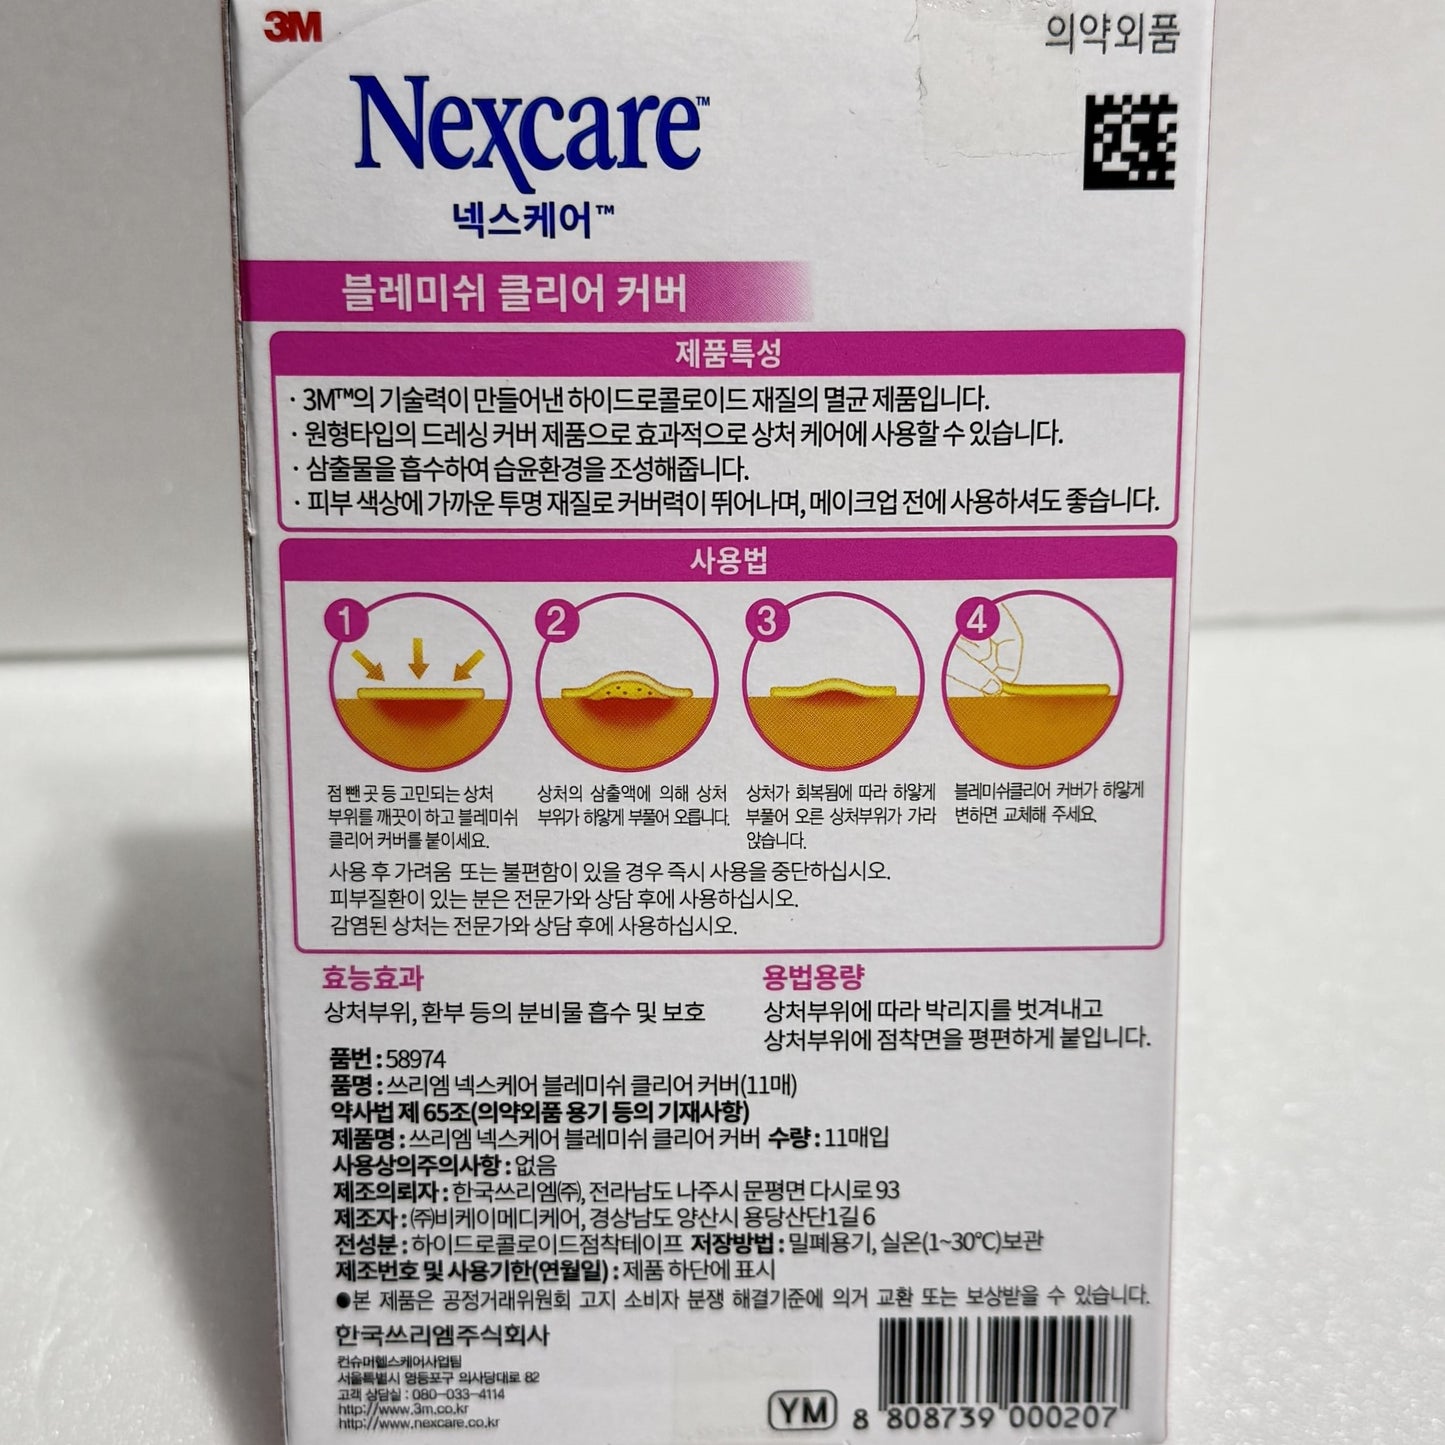 3M
의약외품
Nexcare™
넥스케어™
블레미쉬 클리어 커버
제품특성
· 3M™의 기술력이 만들어낸 하이드로콜로이드 재질의 멸균 제품입니다.
· 원형타입의 드레싱 커버 제품으로 효과적으로 상처 케어에 사용할 수 있습니다.
· 삼출물을 흡수하여 습윤환경을 조성해줍니다.
· 피부 색상에 가까운 투명 재질로 커버력이 뛰어나며, 메이크업 전에 사용하셔도 좋습니다.
사용법
1
점 뺀 곳 등 고민되는 상처
부위를 깨끗이 하고 블레미쉬
클리어 커버를 붙이세요.
2
상처의 삼출액에 의해 상처
부위가 하얗게 부풀어 오릅니다.
3
상처가 회복됨에 따라 하얗게
부풀어 오른 상처부위가 가라
앉습니다.
4
블레미쉬클리어 커버가 하얗게
변하면 교체해 주세요.
사용 후 가려움 또는 불편함이 있을 경우 즉시 사용을 중단하십시오.
피부질환이 있는 분은 전문가와 상담 후에 사용하십시오.
감염된 상처는 전문가와 상담 후에 사용하십시오.
효능효과
상처부위, 환부 등의 분비물 흡수 및 보호
용법용량
상처부위에 따라 박리지를 벗겨내고
상처부위에 점착면을 평편하게 붙입니다.
품번 : 58974
품명 : 쓰리엠 넥스케어 블레미쉬 클리어 커버(11매)
약사법 제 65조(의약외품 용기 등의 기재사항)
제품명 : 쓰리엠 넥스케어 블레미쉬 클리어 커버 수량 : 11매입
사용상의주의사항 : 없음
제조의뢰자 : 한국쓰리엠㈜, 전라남도 나주시 문평면 다시로 93
제조자 : ㈜비케이메디케어, 경상남도 양산시 용당산단1길 6
전성분 : 하이드로콜로이드점착테이프 저장방법 : 밀폐용기, 실온(1~30℃)보관
제조번호 및 사용기한(연월일) : 제품 하단에 표시
●본 제품은 공정거래위원회 고지 소비자 분쟁 해결기준에 의거 교환 또는 보상받을 수 있습니다.
한국쓰리엠주식회사
컨슈머헬스케어사업팀
서울특별시 영등포구 의사당대로 82
고객 상담실 : 080-033-4114
http://www.3m.co.kr
http://www.nexcare.co.kr
YM
8 808739 000207